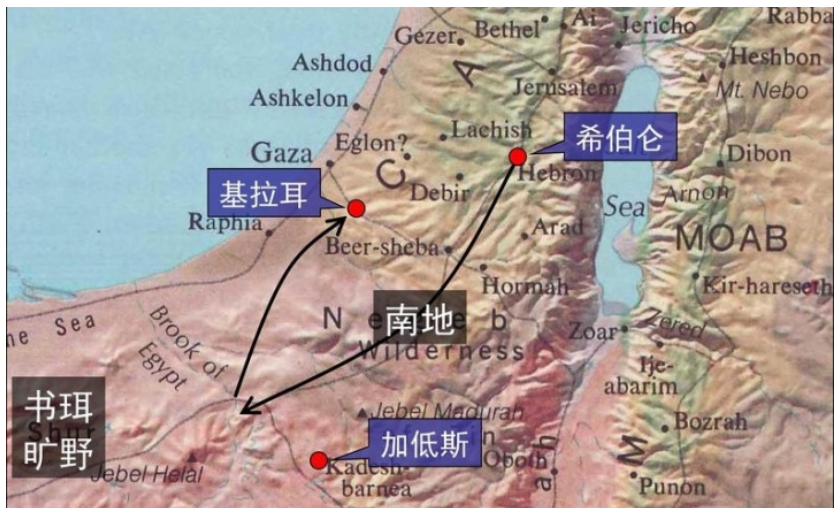 Rabba
Ai
Jericho
Bethel
Gezer
Heshbon
Ashdod
Mt. Nebo
Jerusalem
Ashkelon
A
Lachish
希伯仑
Eglon?
Gaza
Dibon
Hebron
C
基拉耳
Debir
Arnon
Sea
Raphia
Arad
MOAB
Beer-sheba
Hormah
Kir-hareseth
N e b
南地
he Sea
Brook of
Egypt
Zoar
Zered
Wilderness
Ije-
abarim
书珥
旷野
Shur
Jebel Madurah
Bozrah
加低斯
M
Jebel Helal
Kadesh-
barnea
Oboth
Punon